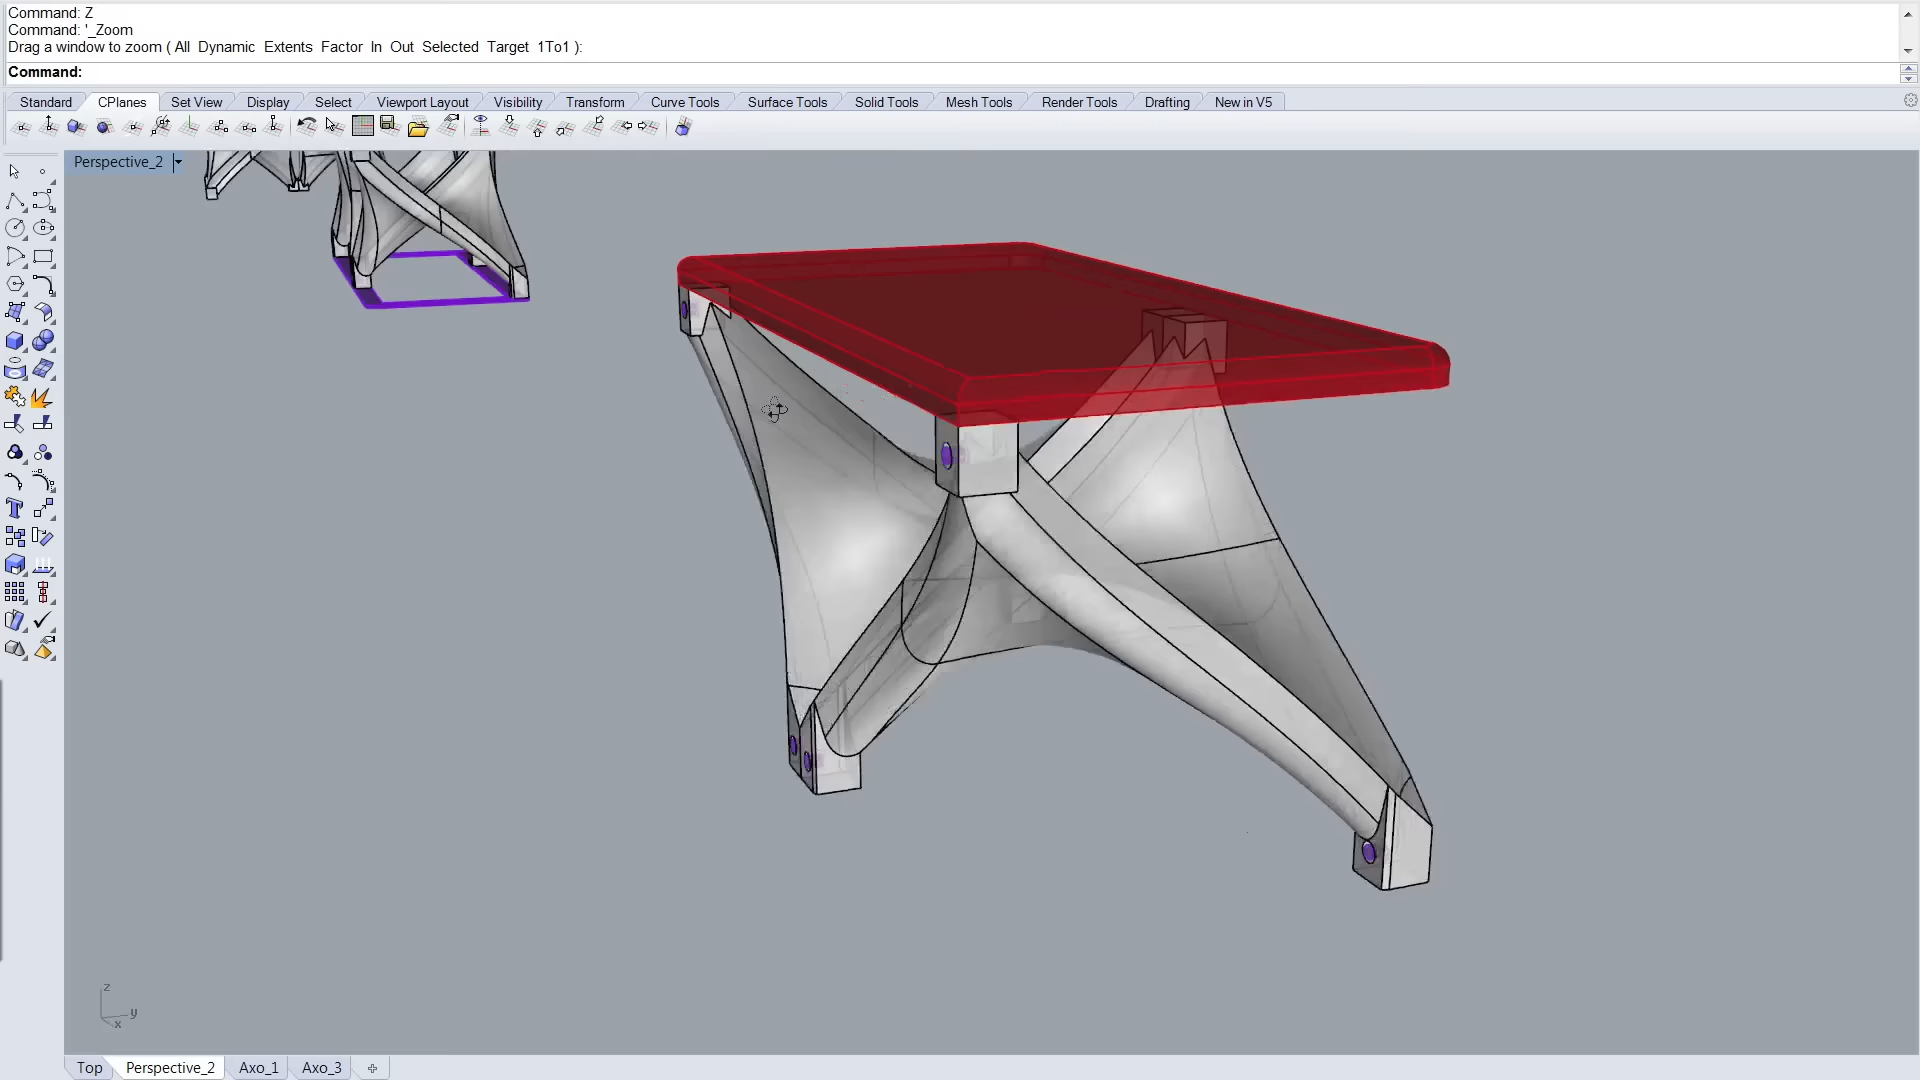 Command: Z
Command: '_Zoom
Drag a window to zoom ( All  Dynamic  Extents  Factor  In  Out  Selected  Target  1To1 ):
Command:
Standard CPlanes Set View Display Select Viewport Layout Visibility Transform Curve Tools Surface Tools Solid Tools Mesh Tools Render Tools Drafting New in V5
Perspective_2
z
y
x
Top Perspective_2 Axo_1 Axo_3